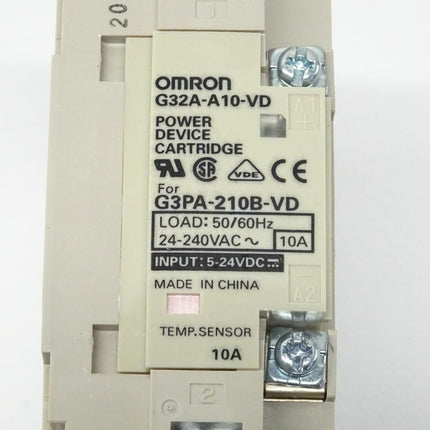 20
OMRON
G32A-A10-VD
A1
+
POWER
DEVICE
CARTRIDGE
VDE CE
For
G3PA-210B-VD
LOAD: 50/60Hz
24-240VAC ~ 10A
INPUT: 5-24VDC ⎓
MADE IN CHINA
A2
-
TEMP.SENSOR
10A
2